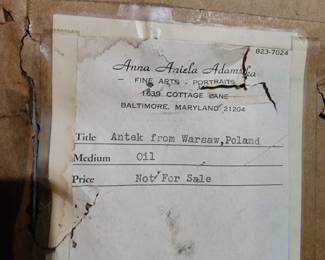 823-7024
Anna Aniela Adamska
— FINE ARTS - PORTRAITS
1639 COTTAGE LANE
BALTIMORE, MARYLAND 21204
Title Antek from Warsaw, Poland
Medium Oil
Price Not For Sale